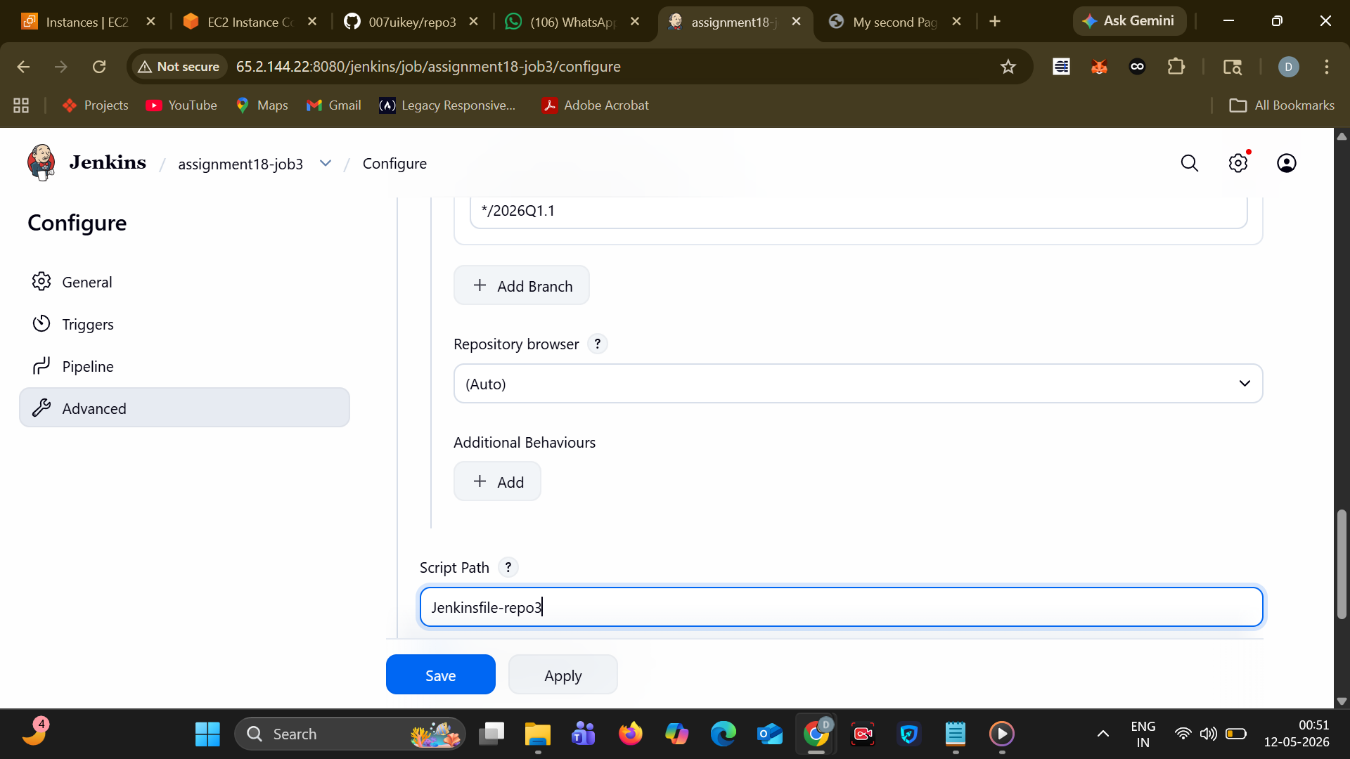 Instances | EC2
EC2 Instance Co
007uikey/repo3
(106) WhatsApp
assignment18-j
My second Pag
Ask Gemini
Not secure
65.2.144.22:8080/jenkins/job/assignment18-job3/configure
D
Projects
YouTube
Maps
Gmail
Legacy Responsive...
Adobe Acrobat
All Bookmarks
Jenkins / assignment18-job3 / Configure
Configure
General
Triggers
Pipeline
Advanced
*/2026Q1.1
+ Add Branch
Repository browser ?
(Auto)
Additional Behaviours
+ Add
Script Path ?
Jenkinsfile-repo3
Save
Apply
4
Search
D
ENG
IN
00:51
12-05-2026